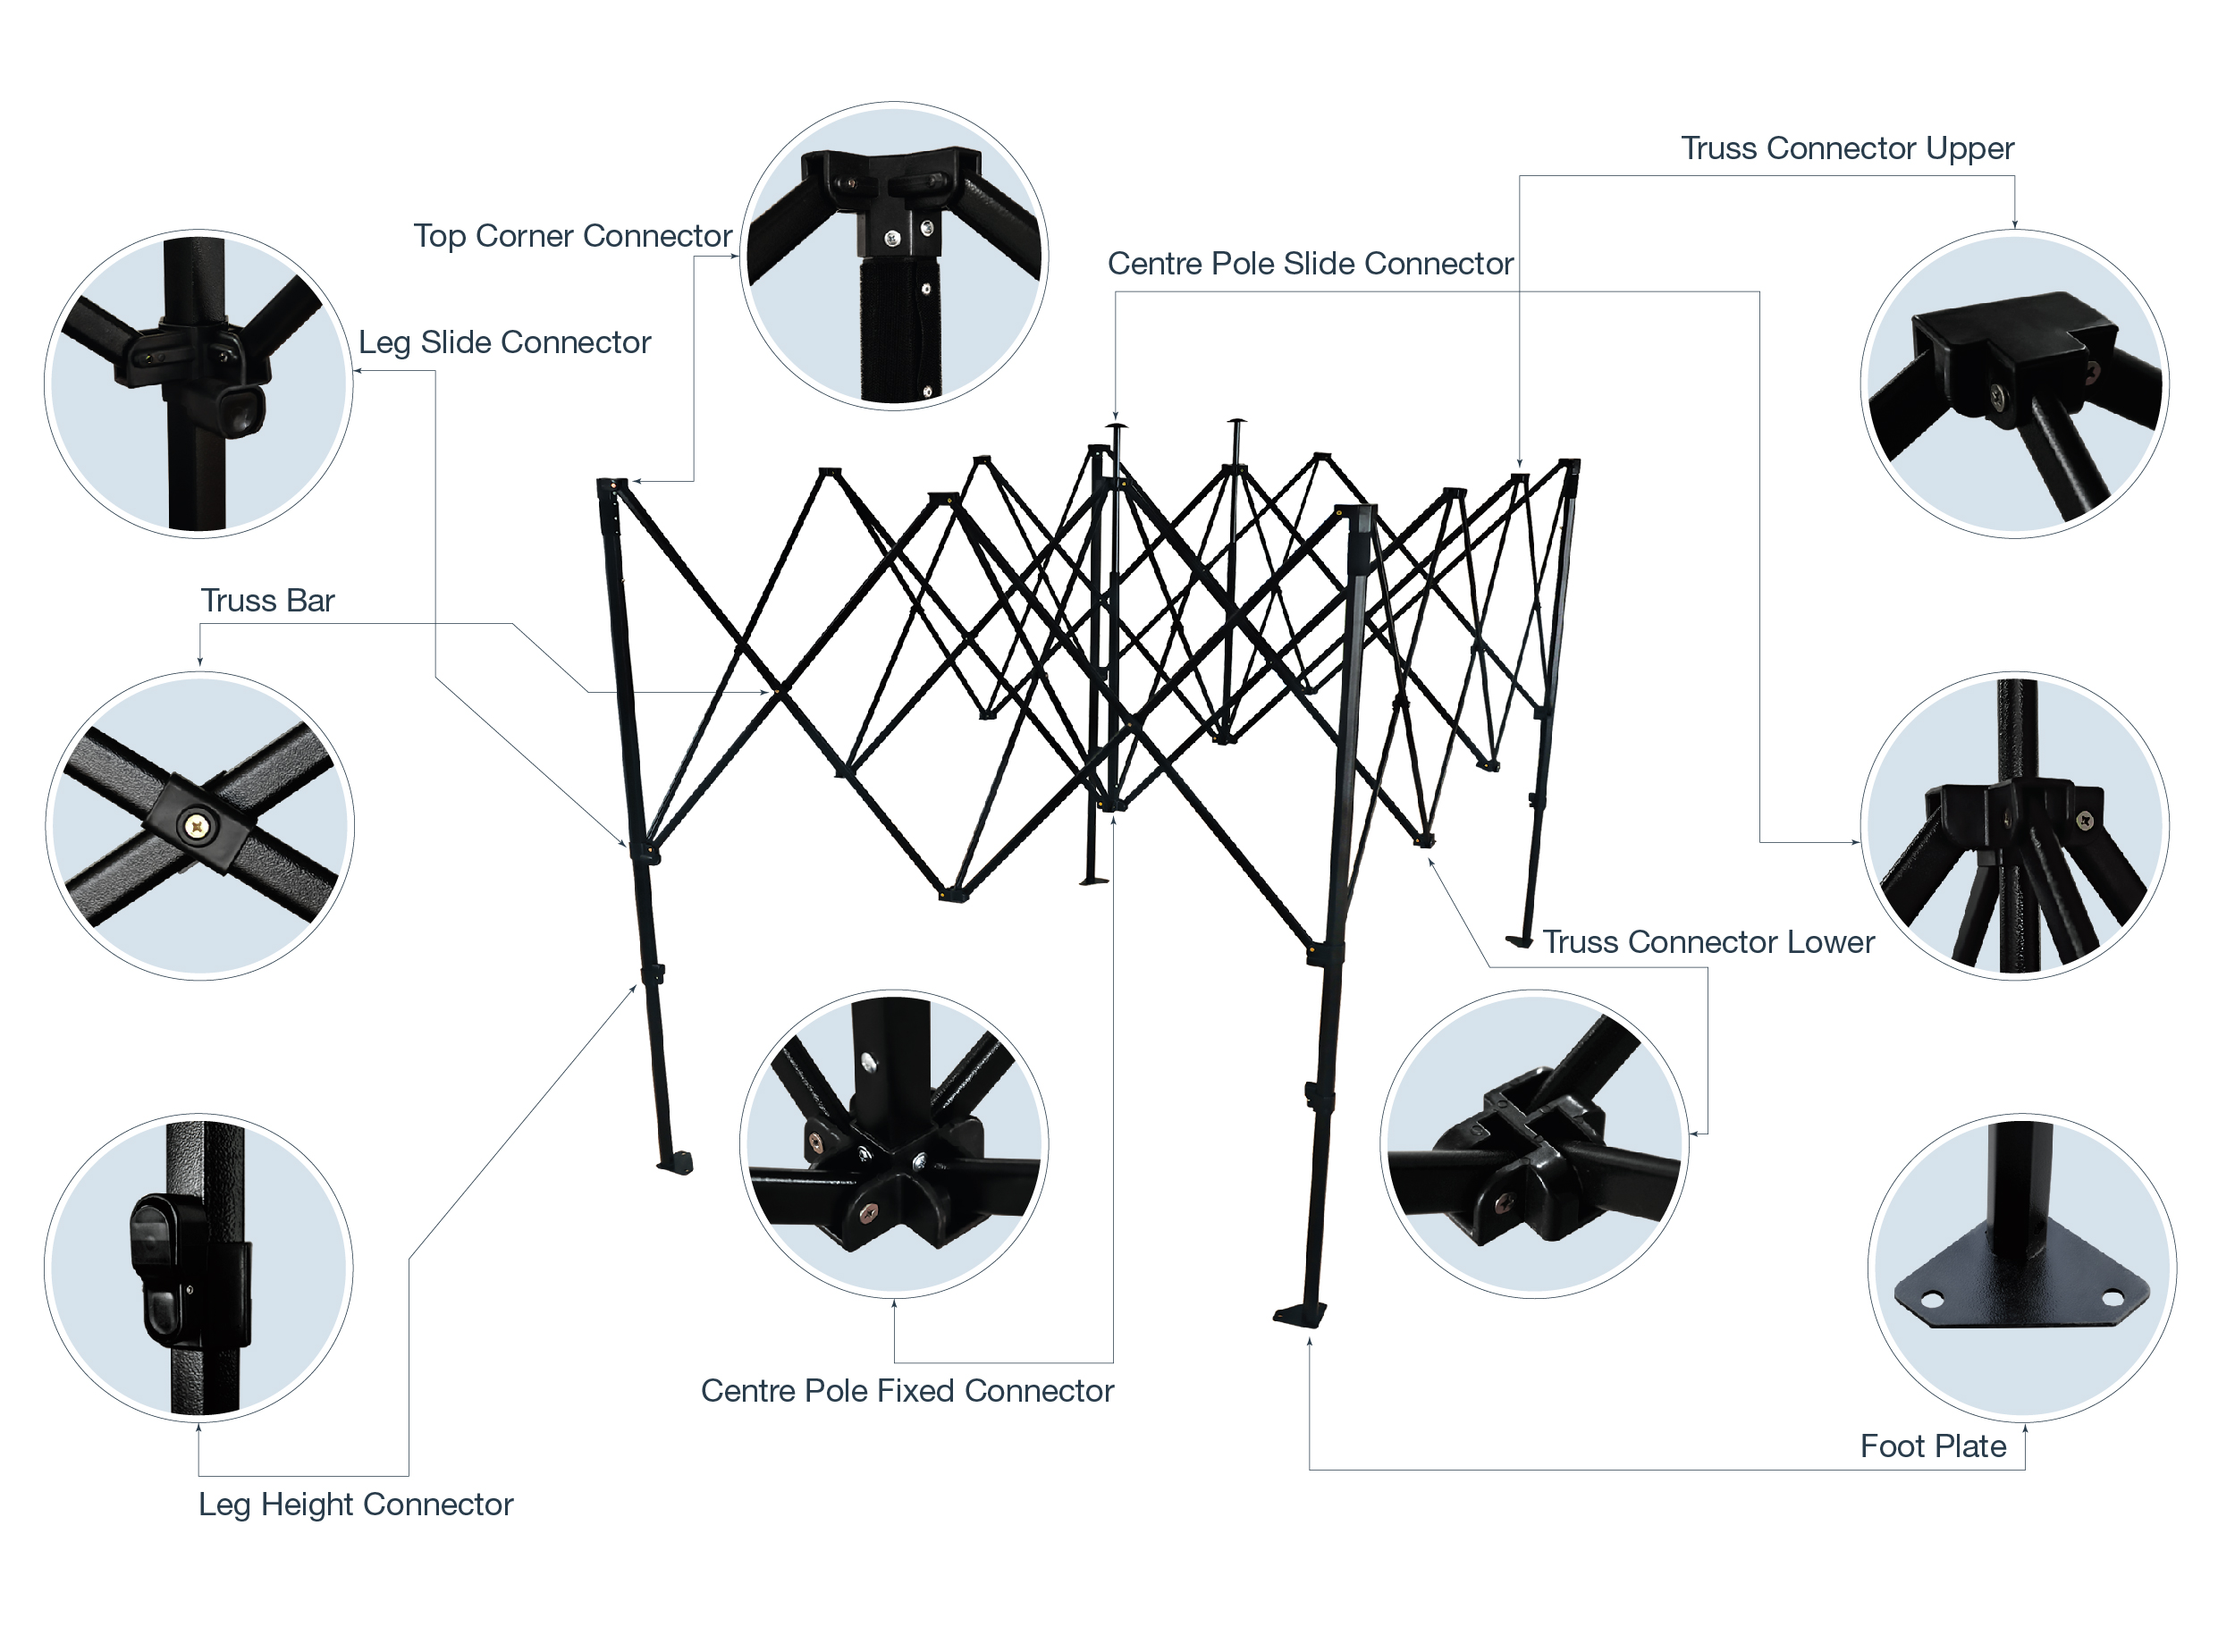 Truss Connector Upper
Top Corner Connector
Centre Pole Slide Connector
Leg Slide Connector
Truss Bar
Truss Connector Lower
Centre Pole Fixed Connector
Foot Plate
Leg Height Connector